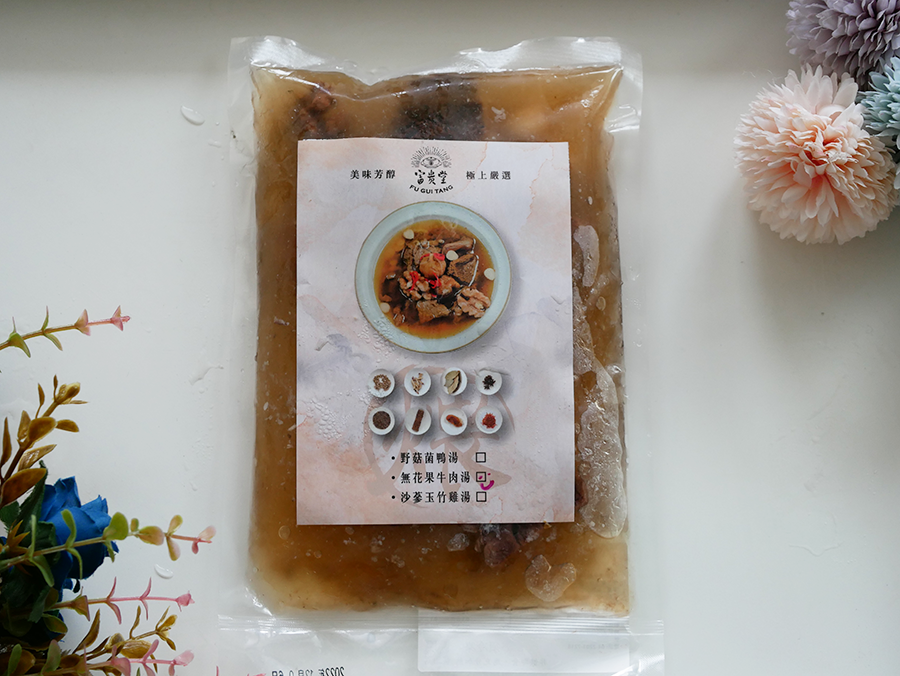 美味芳醇
富貴堂
極上嚴選
FU GUI TANG
•野菇菌鴨湯 □
•無花果牛肉湯 ☑
•沙蔘玉竹雞湯 □